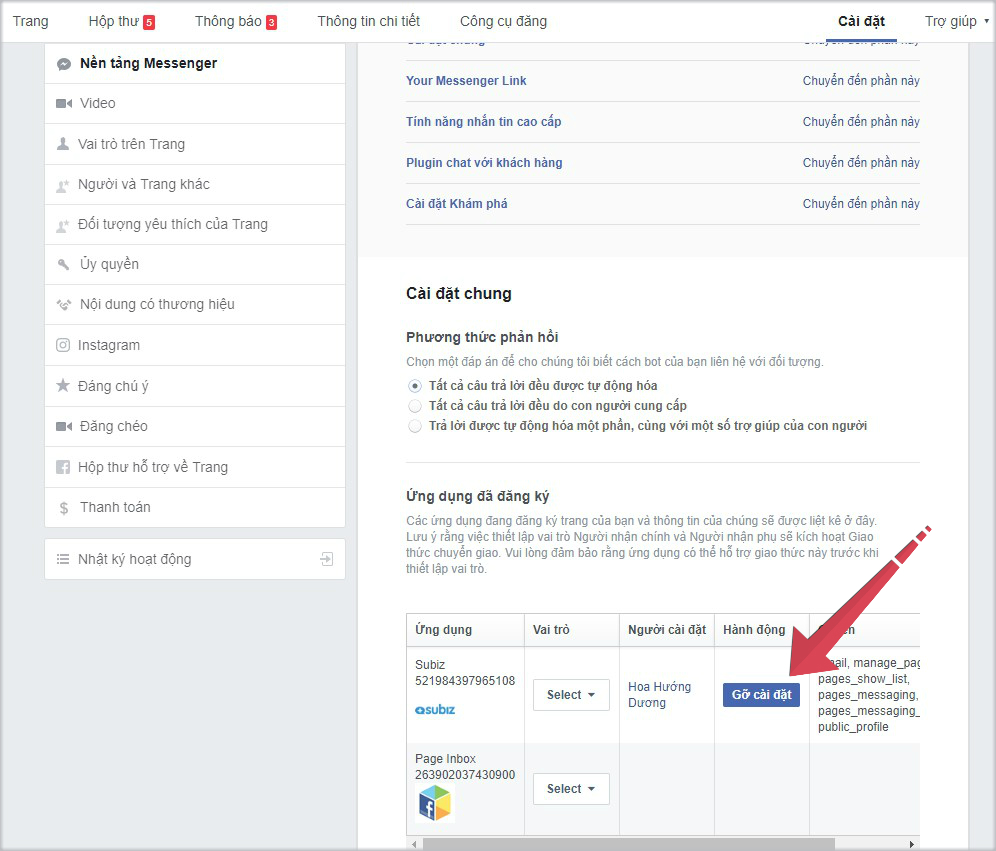 Trang Hộp thư 5 Thông báo 3 Thông tin chi tiết Công cụ đăng Cài đặt Trợ giúp
Nền tảng Messenger
Video
Vai trò trên Trang
Người và Trang khác
Đối tượng yêu thích của Trang
Ủy quyền
Nội dung có thương hiệu
Instagram
Đáng chú ý
Đăng chéo
Hộp thư hỗ trợ về Trang
Thanh toán
Nhật ký hoạt động
Your Messenger Link Chuyển đến phần này
Tính năng nhắn tin cao cấp Chuyển đến phần này
Plugin chat với khách hàng Chuyển đến phần này
Cài đặt Khám phá Chuyển đến phần này
Cài đặt chung
Phương thức phản hồi
Chọn một đáp án để cho chúng tôi biết cách bot của bạn liên hệ với đối tượng.
Tất cả câu trả lời đều được tự động hóa
Tất cả câu trả lời đều do con người cung cấp
Trả lời được tự động hóa một phần, cùng với một số trợ giúp của con người
Ứng dụng đã đăng ký
Các ứng dụng đang đăng ký trang của bạn và thông tin của chúng sẽ được liệt kê ở đây.
Lưu ý rằng việc thiết lập vai trò Người nhận chính và Người nhận phụ sẽ kích hoạt Giao
thức chuyển giao. Vui lòng đảm bảo rằng ứng dụng có thể hỗ trợ giao thức này trước khi
thiết lập vai trò.
Ứng dụng Vai trò Người cài đặt Hành động
Subiz
521984397965108
subiz
Select
Hoa Hướng
Dương
Gỡ cài đặt
manage_pag
pages_show_list,
pages_messaging,
pages_messaging_
public_profile
Page Inbox
263902037430900
Select